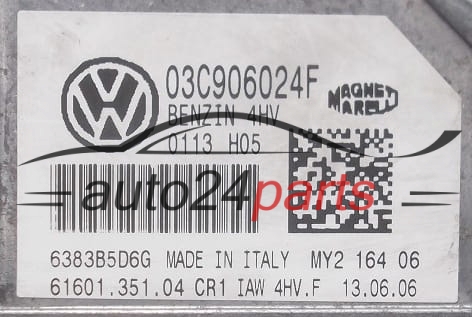 03C906024F
MAGNETI MARELLI
BENZIN 4HV
0113 H05
auto24parts
6383B5D6G MADE IN ITALY MY2 164 06
61601.351.04 CR1 IAW 4HV.F 13.06.06